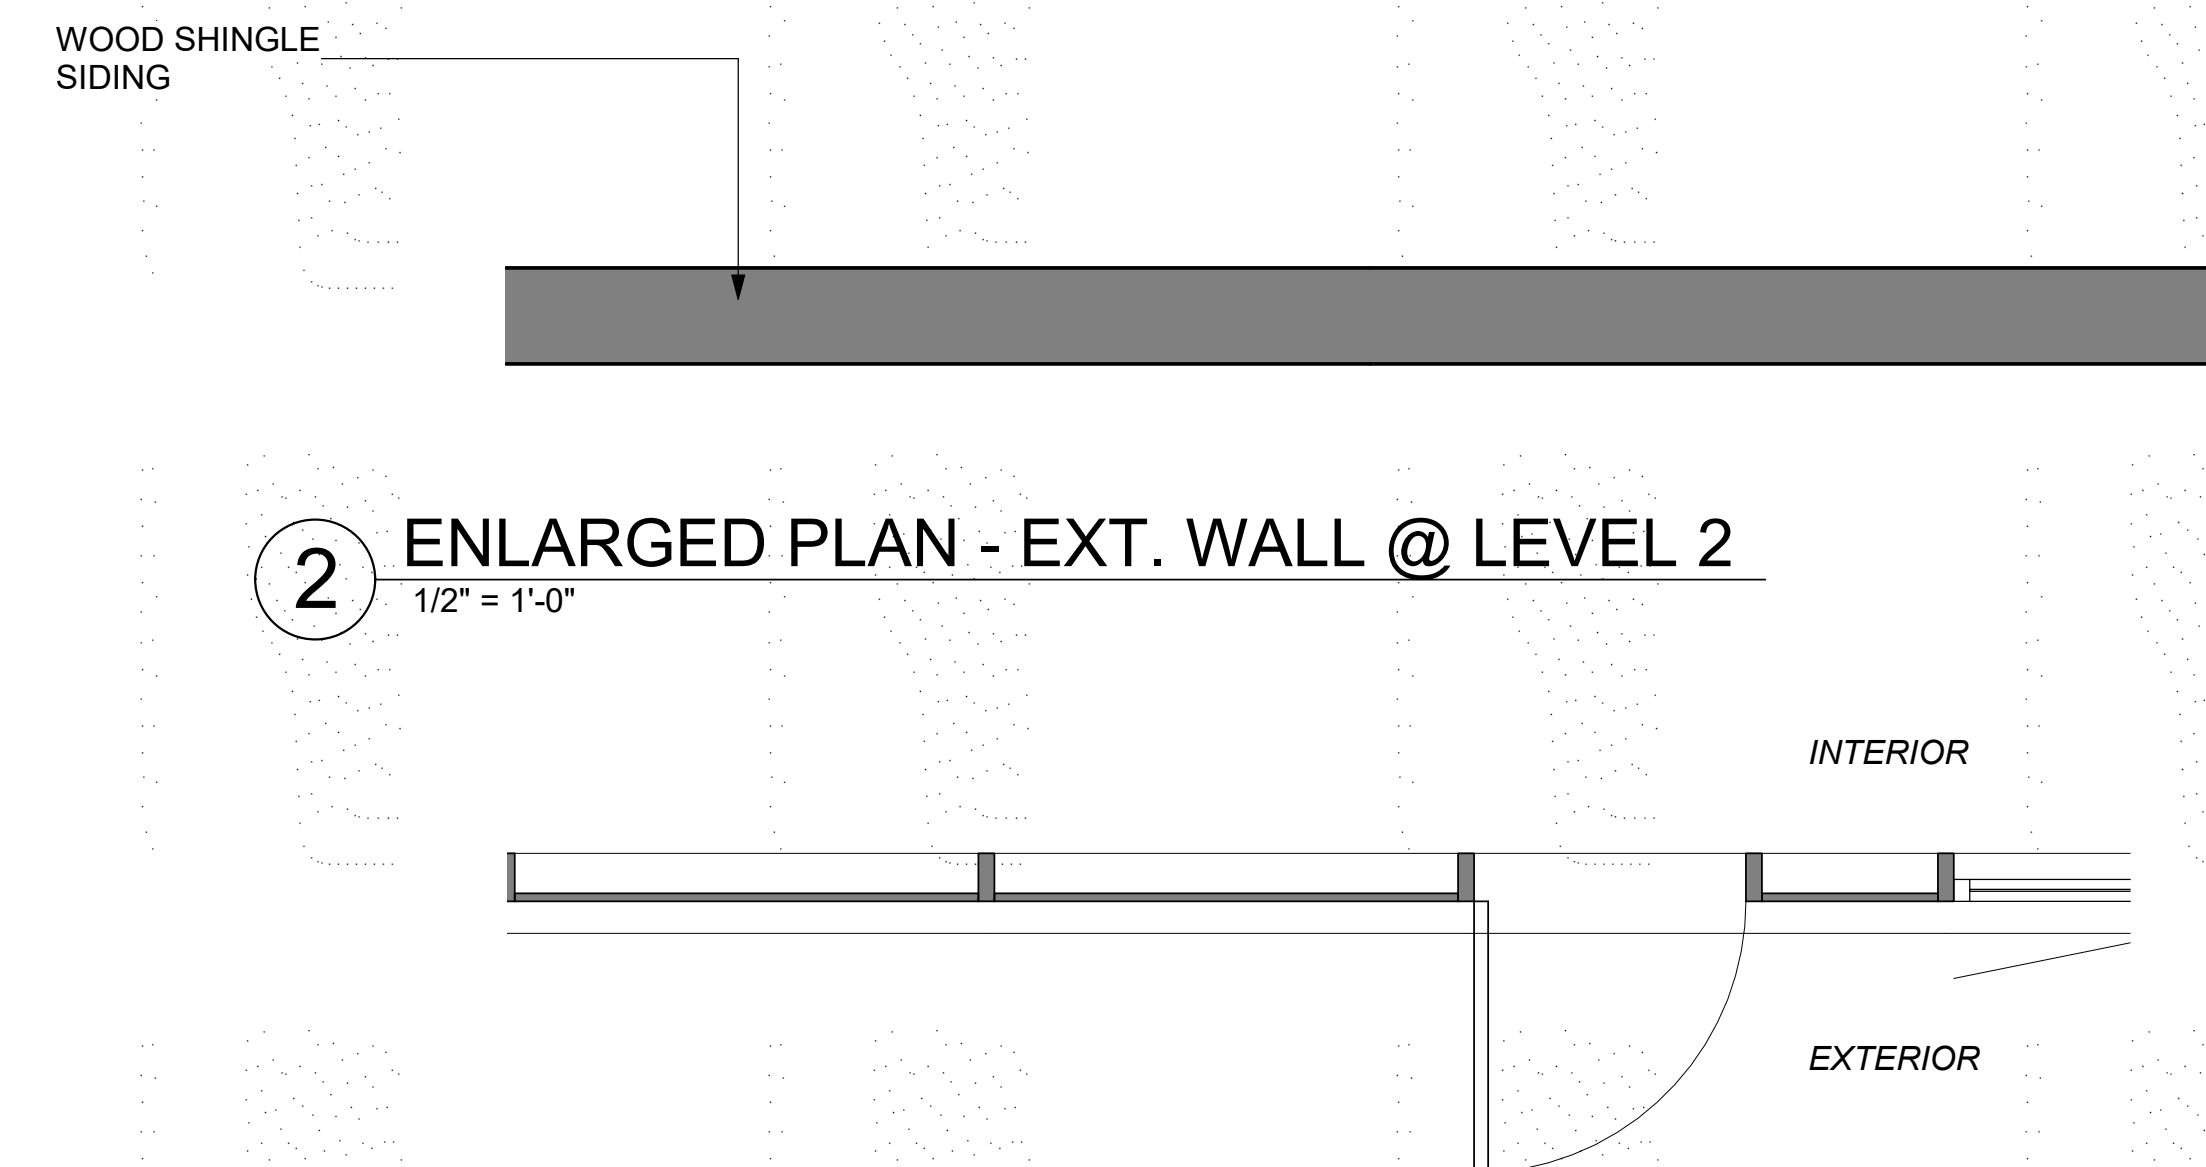 WOOD SHINGLE
SIDING
2
ENLARGED PLAN - EXT. WALL @ LEVEL 2
1/2" = 1'-0"
INTERIOR
EXTERIOR